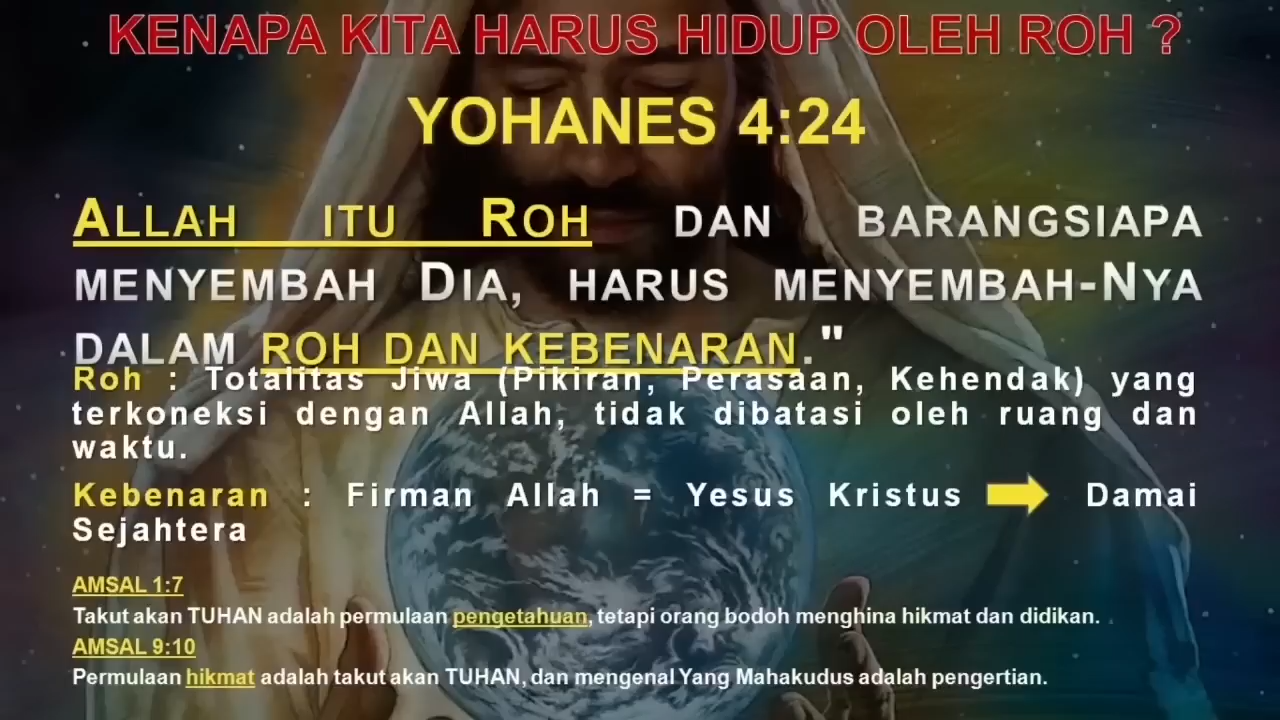 KENAPA KITA HARUS HIDUP OLEH ROH ?
YOHANES 4:24
ALLAH ITU ROH DAN BARANGSIAPA
MENYEMBAH DIA, HARUS MENYEMBAH-NYA
DALAM ROH DAN KEBENARAN."
Roh : Totalitas Jiwa (Pikiran, Perasaan, Kehendak) yang
terkoneksi dengan Allah, tidak dibatasi oleh ruang dan
waktu.
Kebenaran : Firman Allah = Yesus Kristus Damai
Sejahtera
AMSAL 1:7
Takut akan TUHAN adalah permulaan pengetahuan, tetapi orang bodoh menghina hikmat dan didikan.
AMSAL 9:10
Permulaan hikmat adalah takut akan TUHAN, dan mengenal Yang Mahakudus adalah pengertian.